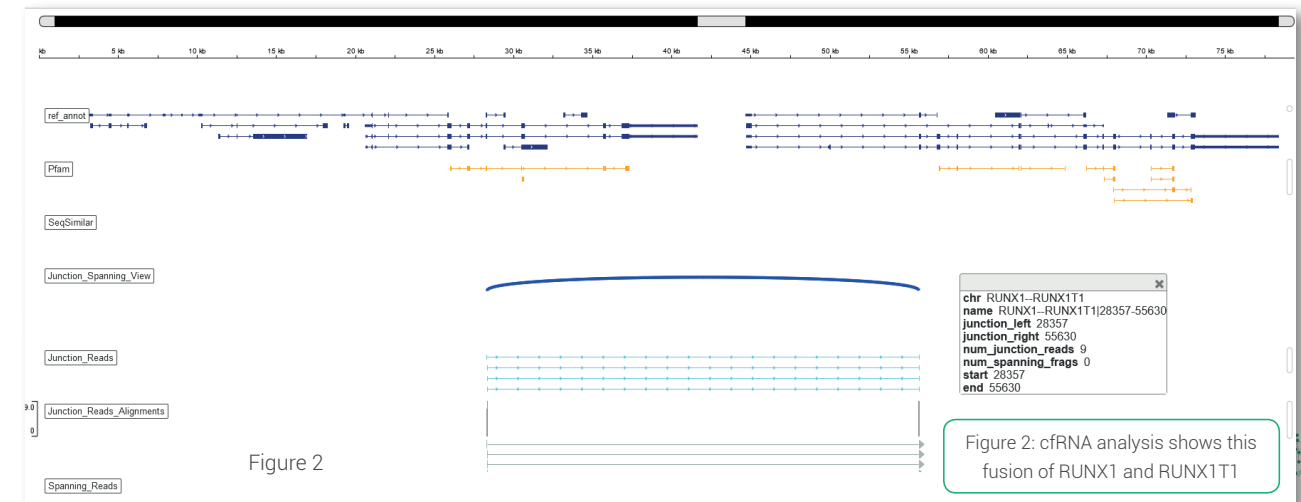 kb 5 kb 10 kb 15 kb 20 kb 25 kb 30 kb 35 kb 40 kb 45 kb 50 kb 55 kb 60 kb 65 kb 70 kb 75 kb
ref_annot
Pfam
SeqSimilar
Junction_Spanning_View
chr RUNX1--RUNX1T1
name RUNX1--RUNX1T1|28357-55630
junction_left 28357
junction_right 55630
num_junction_reads 9
num_spanning_frags 0
start 28357
end 55630
Junction_Reads
9.0
Junction_Reads_Alignments
0
Figure 2
Figure 2: cfRNA analysis shows this
fusion of RUNX1 and RUNX1T1
Spanning_Reads